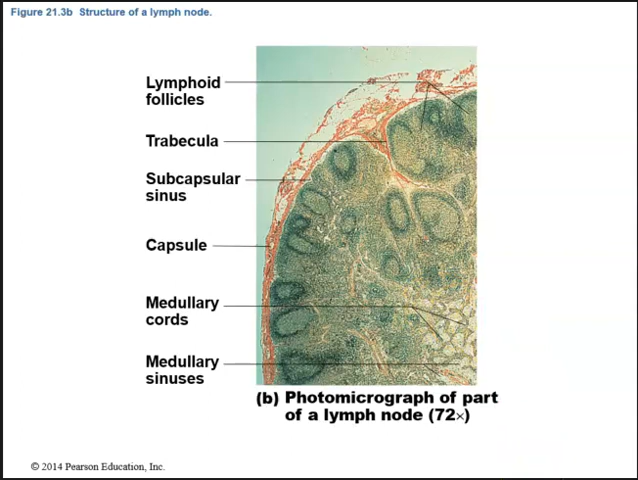 Figure 21.3b Structure of a lymph node.
Lymphoid
follicles
Trabecula
Subcapsular
sinus
Capsule
Medullary
cords
Medullary
sinuses
(b) Photomicrograph of part
of a lymph node (72×)
© 2014 Pearson Education, Inc.